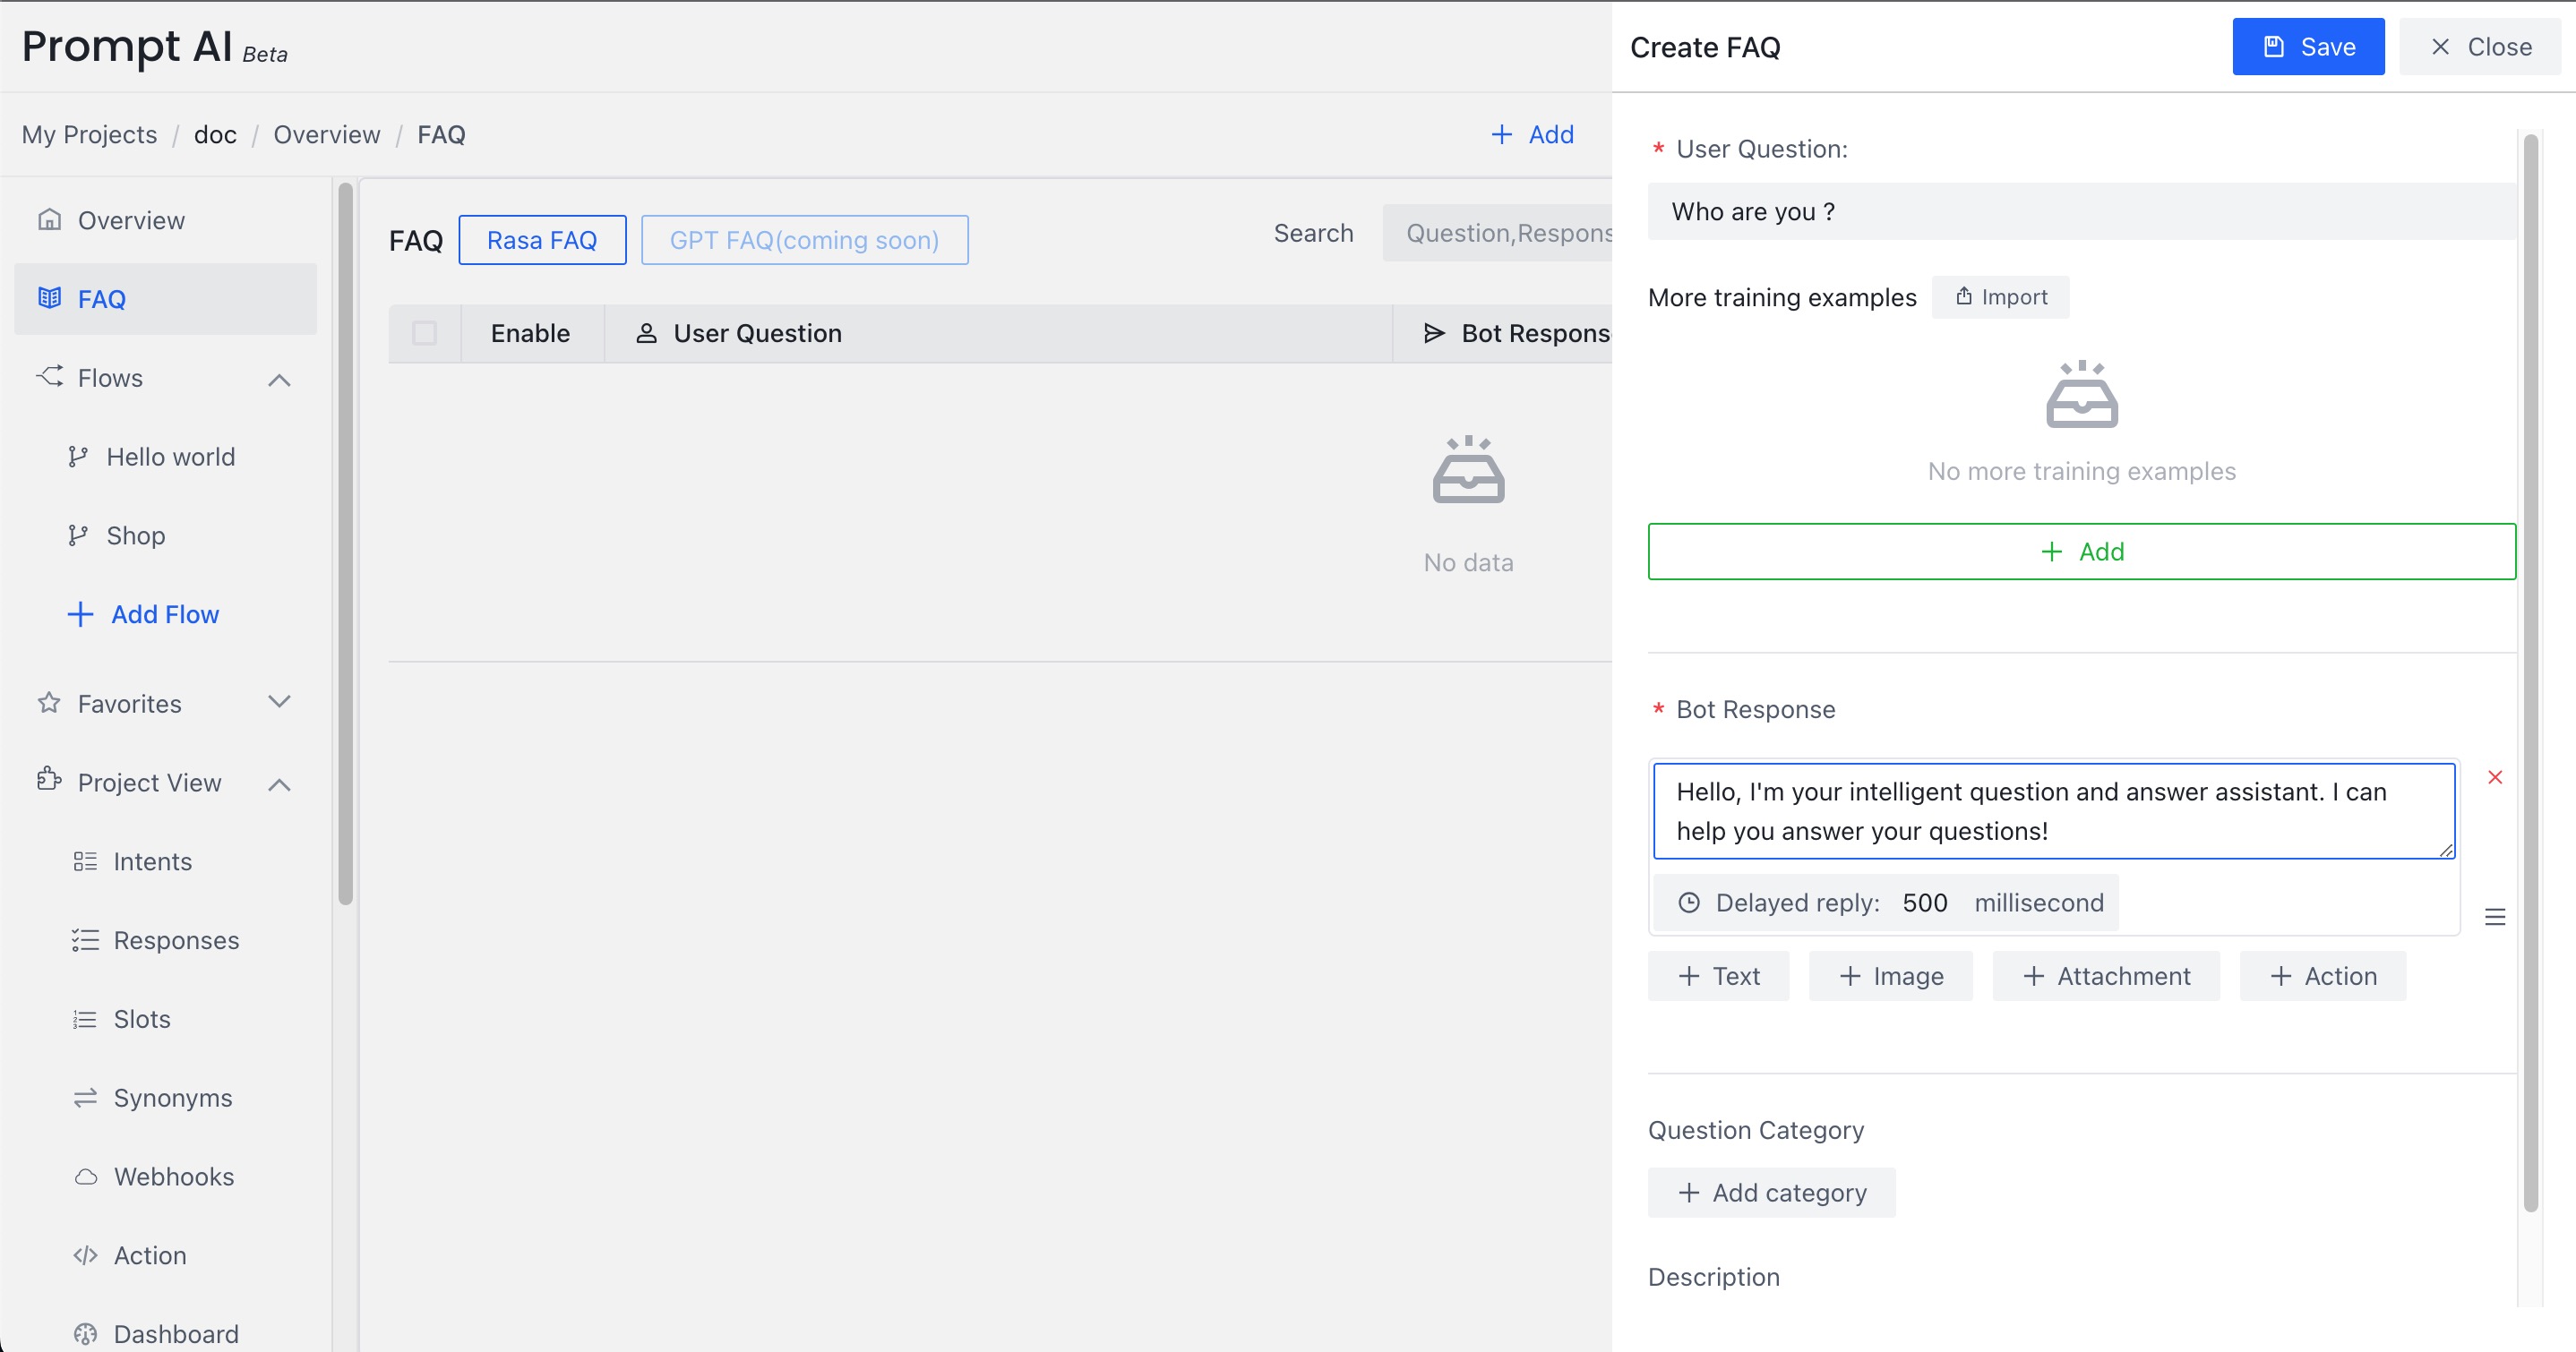 Prompt AI Beta
My Projects / doc / Overview / FAQ
+ Add
Overview
FAQ
Flows
Hello world
Shop
+ Add Flow
Favorites
Project View
Intents
Responses
Slots
Synonyms
Webhooks
Action
Dashboard
FAQ
Rasa FAQ
GPT FAQ(coming soon)
Search
Question,Respons
Enable
User Question
Bot Respons
No data
Create FAQ
Save
Close
* User Question:
Who are you ?
More training examples
Import
No more training examples
+ Add
* Bot Response
Hello, I'm your intelligent question and answer assistant. I can
help you answer your questions!
Delayed reply: 500 millisecond
+ Text
+ Image
+ Attachment
+ Action
Question Category
+ Add category
Description